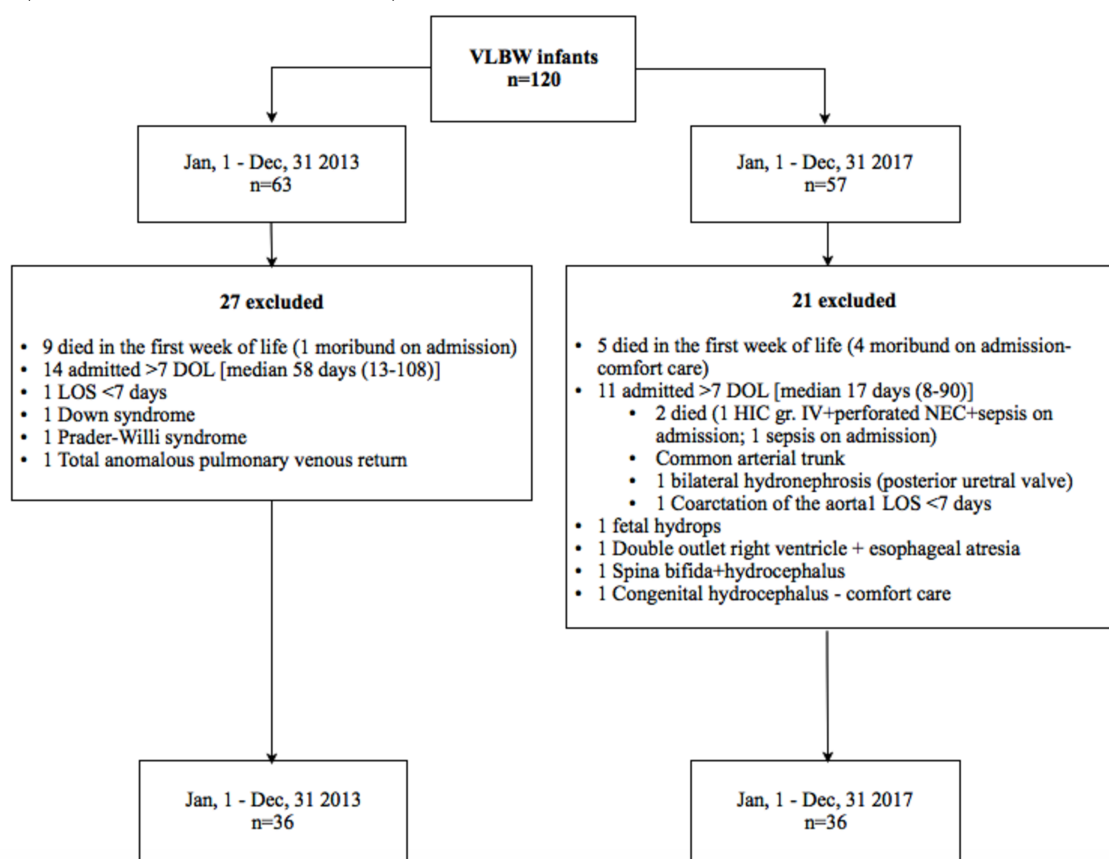 VLBW infants
n=120
Jan, 1 - Dec, 31 2013
n=63
Jan, 1 - Dec, 31 2017
n=57
27 excluded
• 9 died in the first week of life (1 moribund on admission)
• 14 admitted >7 DOL [median 58 days (13-108)]
• 1 LOS <7 days
• 1 Down syndrome
• 1 Prader-Willi syndrome
• 1 Total anomalous pulmonary venous return
21 excluded
• 5 died in the first week of life (4 moribund on admission-
comfort care)
• 11 admitted >7 DOL [median 17 days (8-90)]
• 2 died (1 HIC gr. IV+perforated NEC+sepsis on
admission; 1 sepsis on admission)
• Common arterial trunk
• 1 bilateral hydronephrosis (posterior uretral valve)
• 1 Coarctation of the aorta1 LOS <7 days
• 1 fetal hydrops
• 1 Double outlet right ventricle + esophageal atresia
• 1 Spina bifida+hydrocephalus
• 1 Congenital hydrocephalus - comfort care
Jan, 1 - Dec, 31 2013
n=36
Jan, 1 - Dec, 31 2017
n=36